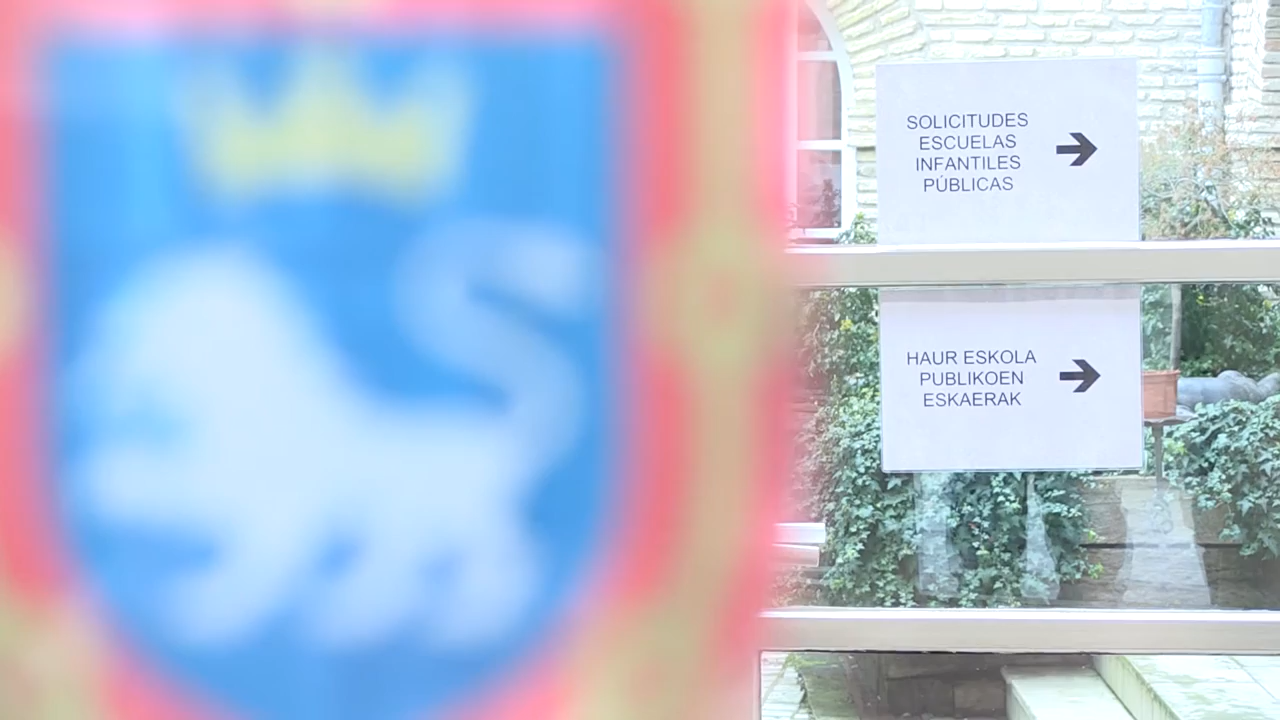 SOLICITUDES
ESCUELAS
INFANTILES
PÚBLICAS
HAUR ESKOLA
PUBLIKOEN
ESKAERAK